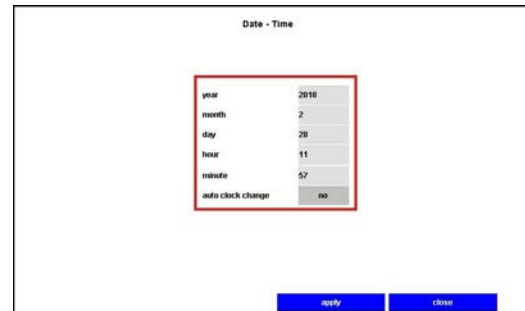 Date - Time
year 2018
month 2
day 28
hour 11
minute 57
auto clock change no
apply close